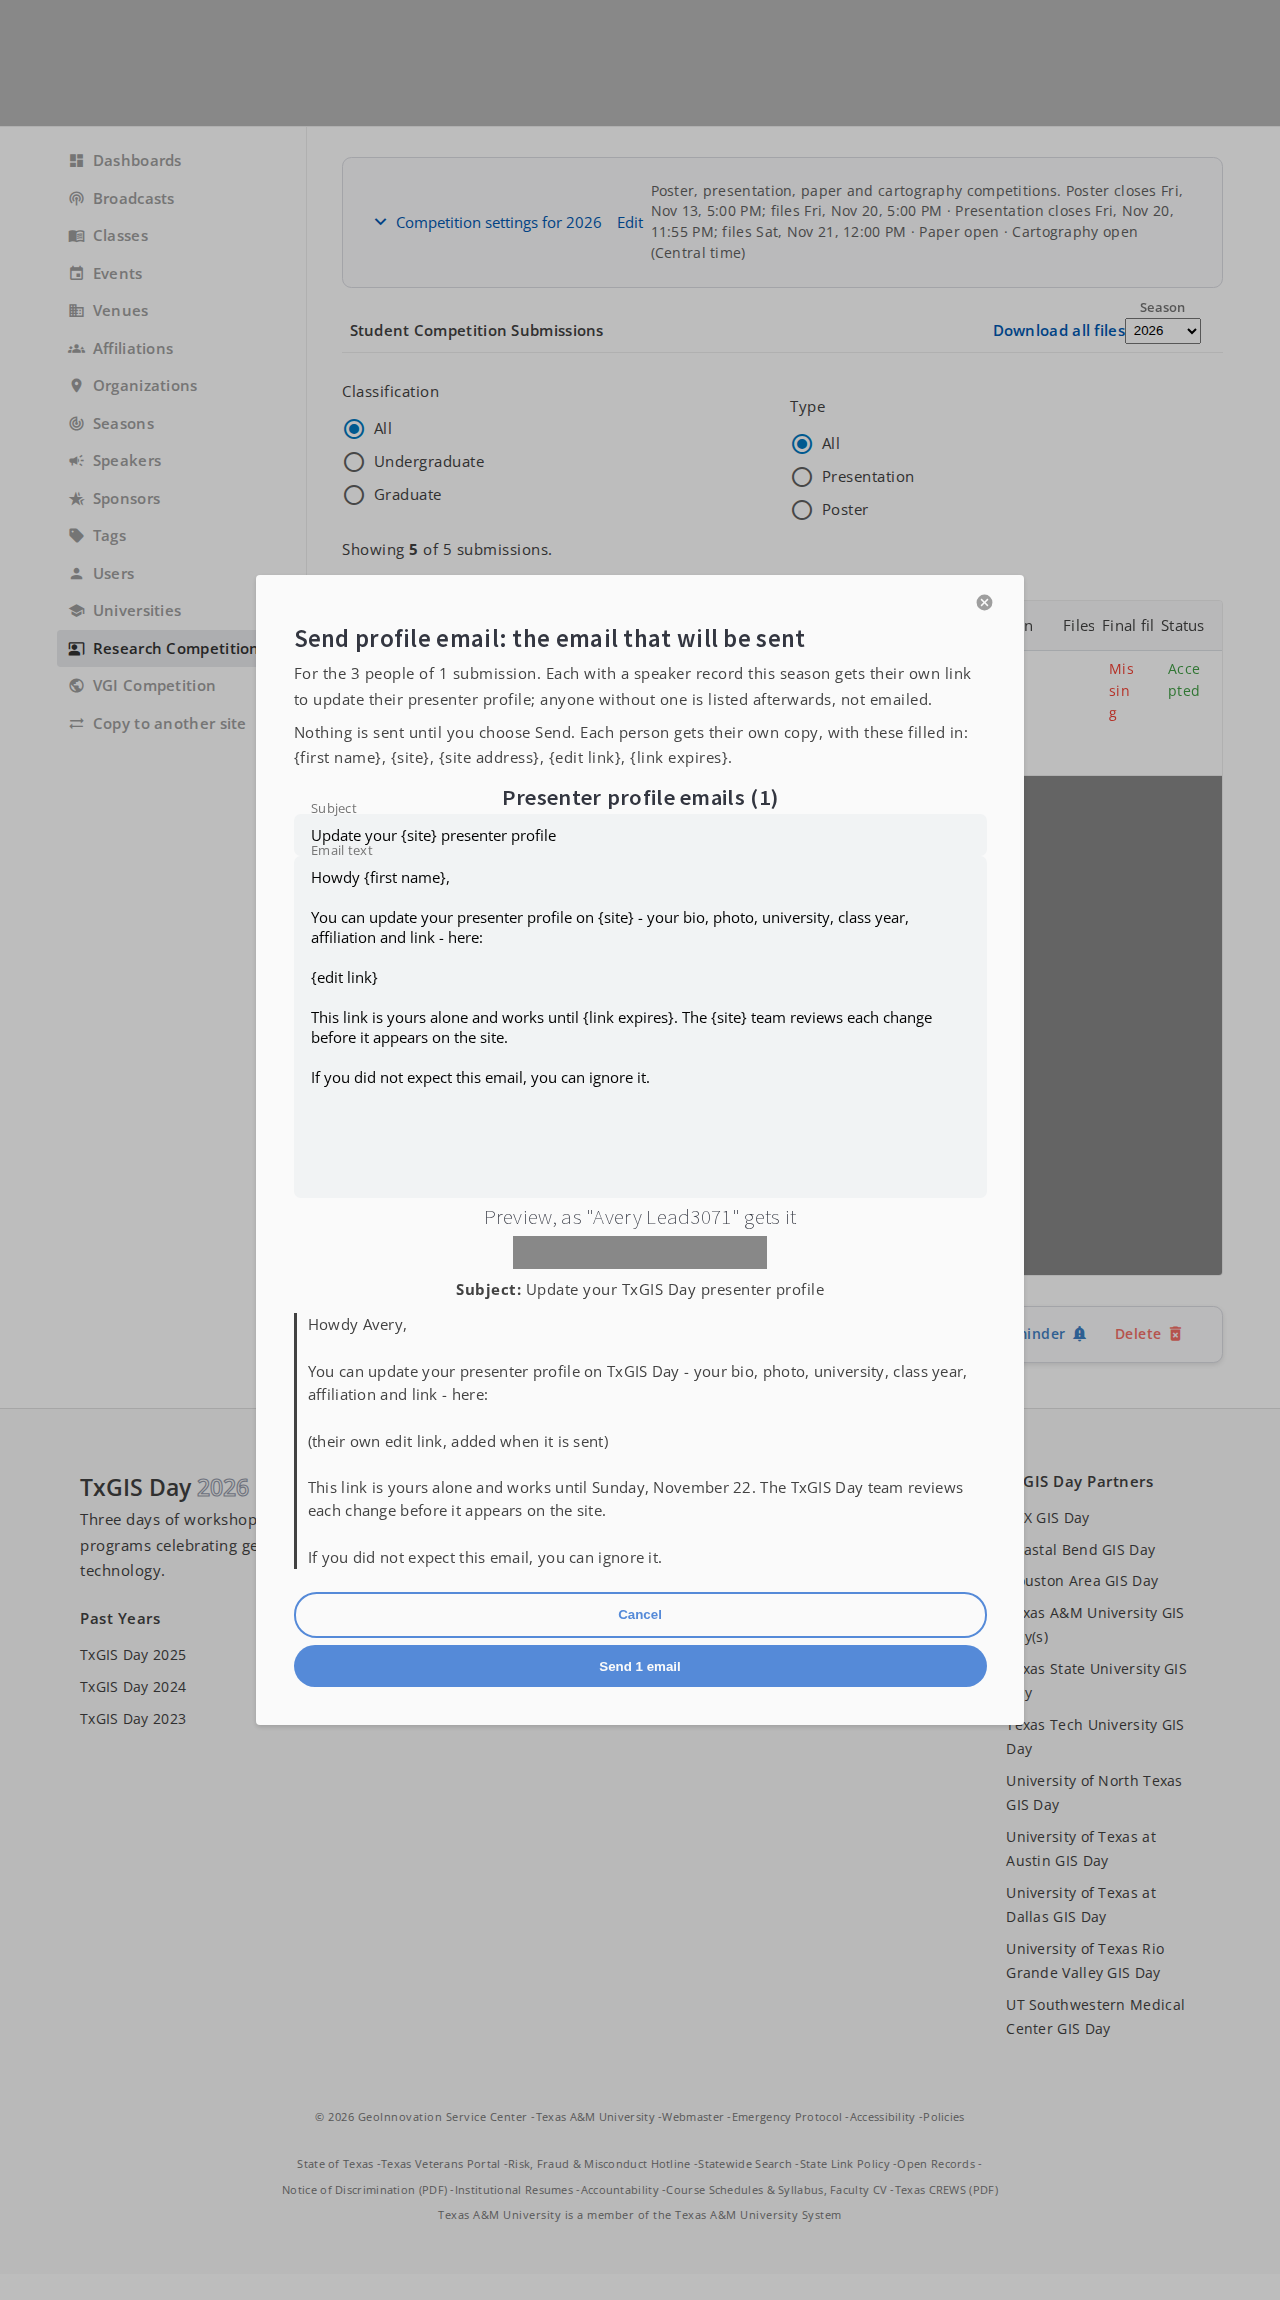 Dashboards
Broadcasts
Classes
Events
Venues
Affiliations
Organizations
Seasons
Speakers
Sponsors
Tags
Users
Universities
Research Competition
VGI Competition
Copy to another site
Competition settings for 2026
Edit
Poster, presentation, paper and cartography competitions. Poster closes Fri,
Nov 13, 5:00 PM; files Fri, Nov 20, 5:00 PM · Presentation closes Fri, Nov 20,
11:55 PM; files Sat, Nov 21, 12:00 PM · Paper open · Cartography open
(Central time)
Student Competition Submissions
Download all files
Season
2026
Classification
All
Undergraduate
Graduate
Type
All
Presentation
Poster
Showing 5 of 5 submissions.
Files
Final fil
Status
Mis
sin
g
Acce
pted
Send profile email: the email that will be sent
For the 3 people of 1 submission. Each with a speaker record this season gets their own link
to update their presenter profile; anyone without one is listed afterwards, not emailed.
Nothing is sent until you choose Send. Each person gets their own copy, with these filled in:
{first name}, {site}, {site address}, {edit link}, {link expires}.
Presenter profile emails (1)
Subject
Update your {site} presenter profile
Email text
Howdy {first name},
You can update your presenter profile on {site} - your bio, photo, university, class year,
affiliation and link - here:
{edit link}
This link is yours alone and works until {link expires}. The {site} team reviews each change
before it appears on the site.
If you did not expect this email, you can ignore it.
Preview, as "Avery Lead3071" gets it
Subject: Update your TxGIS Day presenter profile
Howdy Avery,
You can update your presenter profile on TxGIS Day - your bio, photo, university, class year,
affiliation and link - here:
(their own edit link, added when it is sent)
This link is yours alone and works until Sunday, November 22. The TxGIS Day team reviews
each change before it appears on the site.
If you did not expect this email, you can ignore it.
Cancel
Send 1 email
Delete
TxGIS Day 2026
Three days of workshop
programs celebrating ge
technology.
Past Years
TxGIS Day 2025
TxGIS Day 2024
TxGIS Day 2023
GIS Day Partners
X GIS Day
astal Bend GIS Day
uston Area GIS Day
xas A&M University GIS
y(s)
xas State University GIS
y
Texas Tech University GIS
Day
University of North Texas
GIS Day
University of Texas at
Austin GIS Day
University of Texas at
Dallas GIS Day
University of Texas Rio
Grande Valley GIS Day
UT Southwestern Medical
Center GIS Day
© 2026 GeoInnovation Service Center -Texas A&M University -Webmaster -Emergency Protocol -Accessibility -Policies
State of Texas -Texas Veterans Portal -Risk, Fraud & Misconduct Hotline -Statewide Search -State Link Policy -Open Records -
Notice of Discrimination (PDF) -Institutional Resumes -Accountability -Course Schedules & Syllabus, Faculty CV -Texas CREWS (PDF)
Texas A&M University is a member of the Texas A&M University System